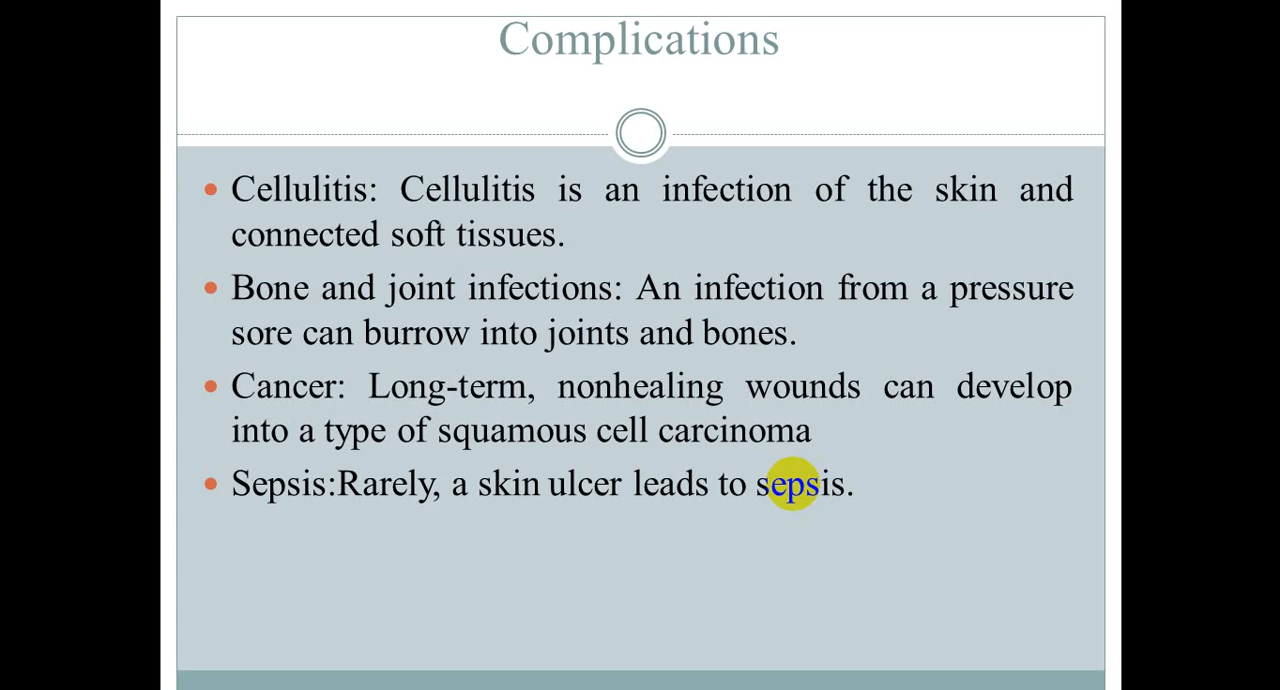 Complications
• Cellulitis: Cellulitis is an infection of the skin and
connected soft tissues.
• Bone and joint infections: An infection from a pressure
sore can burrow into joints and bones.
• Cancer: Long-term, nonhealing wounds can develop
into a type of squamous cell carcinoma
• Sepsis:Rarely, a skin ulcer leads to sepsis.